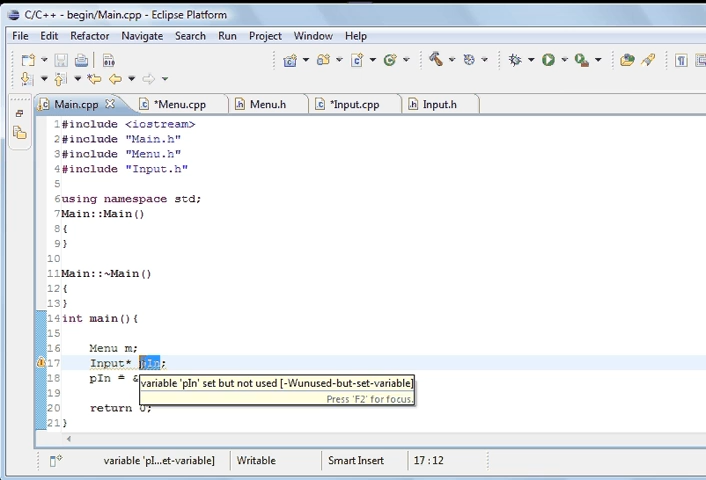 C/C++ - begin/Main.cpp - Eclipse Platform
File Edit Refactor Navigate Search Run Project Window Help
Main.cpp *Menu.cpp Menu.h *Input.cpp Input.h
1#include <iostream>
2#include "Main.h"
3#include "Menu.h"
4#include "Input.h"
5
6using namespace std;
7Main::Main()
8{
9}
10
11Main::~Main()
12{
13}
14int main(){
15
16 Menu m;
17 Input* pIn;
18 pIn = &
variable 'pIn' set but not used [-Wunused-but-set-variable]
Press 'F2' for focus.
19
20 return 0;
21}
variable 'pI...et-variable] Writable Smart Insert 17 : 12